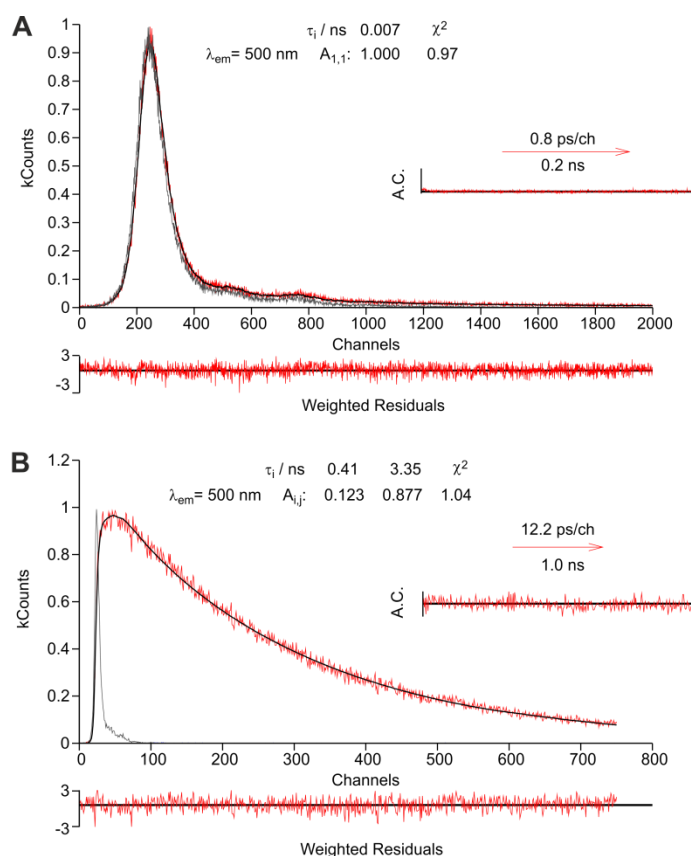 A
τi / ns 0.007 χ2
λem= 500 nm A1,1: 1.000 0.97
kCounts
1
0.9
0.8
0.7
0.6
0.5
0.4
0.3
0.2
0.1
0
0.8 ps/ch
0.2 ns
A.C.
0 200 400 600 800 1000 1200 1400 1600 1800 2000
Channels
3
-3
Weighted Residuals
B
τi / ns 0.41 3.35 χ2
λem= 500 nm Ai,j: 0.123 0.877 1.04
kCounts
1.2
1
0.8
0.6
0.4
0.2
0
12.2 ps/ch
1.0 ns
A.C.
0 100 200 300 400 500 600 700 800
Channels
3
-3
Weighted Residuals